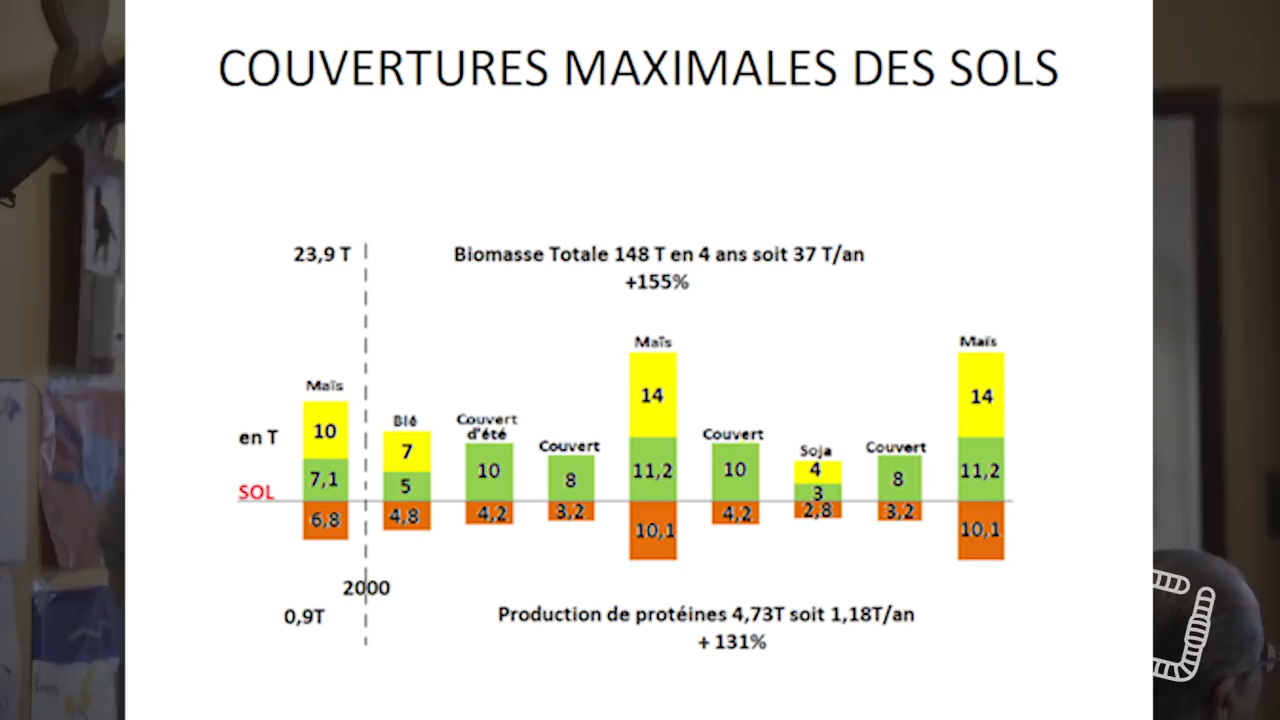 COUVERTURES MAXIMALES DES SOLS
23,9 T
Biomasse Totale 148 T en 4 ans soit 37 T/an
+155%
Maïs
Maïs
Maïs
Blé
Couvert
d'été
Couvert
Couvert
Soja
Couvert
en T
10
7
10
8
14
10
4
8
14
SOL
7,1
5
11,2
3
11,2
6,8
4,8
4,2
3,2
10,1
4,2
2,8
3,2
10,1
2000
0,9T
Production de protéines 4,73T soit 1,18T/an
+ 131%